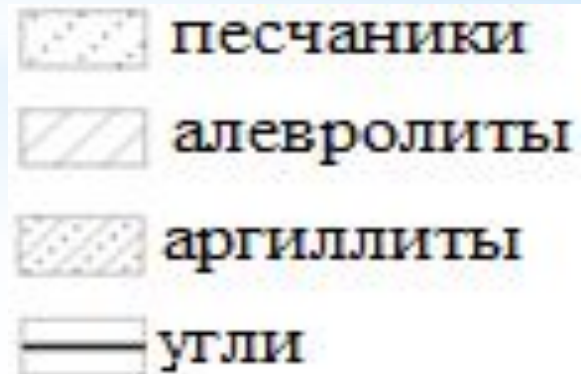 песчаники
алевролиты
аргиллиты
угли